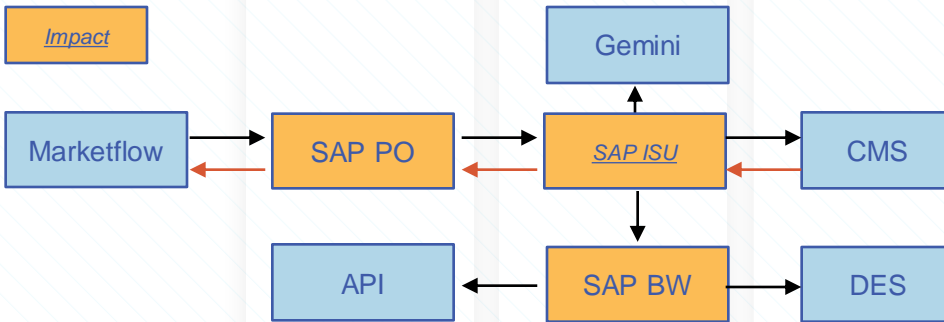 Impact
Gemini
Marketflow
SAP PO
SAP ISU
CMS
API
SAP BW
DES